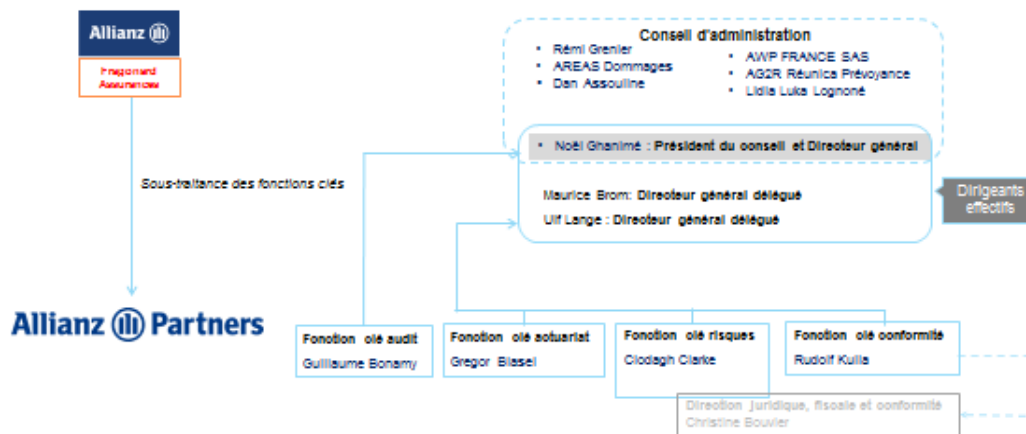 Allianz
Fragonard
Assurances
Sous-traitance des fonctions clés
Allianz Partners
Conseil d'administration
• Rémi Grenier
• AREAS Dommages
• Dan Assouline
• AWP FRANCE SAS
• AG2R Réunica Prévoyance
• Lidia Luka Lognoné
• Noël Ghanimé : Président du conseil et Directeur général
Maurice Brom: Directeur général délégué
Ulf Lange : Directeur général délégué
Dirigeants
effectifs
Fonction clé audit
Guillaume Bonamy
Fonction clé actuariat
Gregor Blasel
Fonction clé risques
Clodagh Clarke
Fonction clé conformité
Rudolf Kulla
Direction juridique, fiscale et conformité
Christine Bouvier